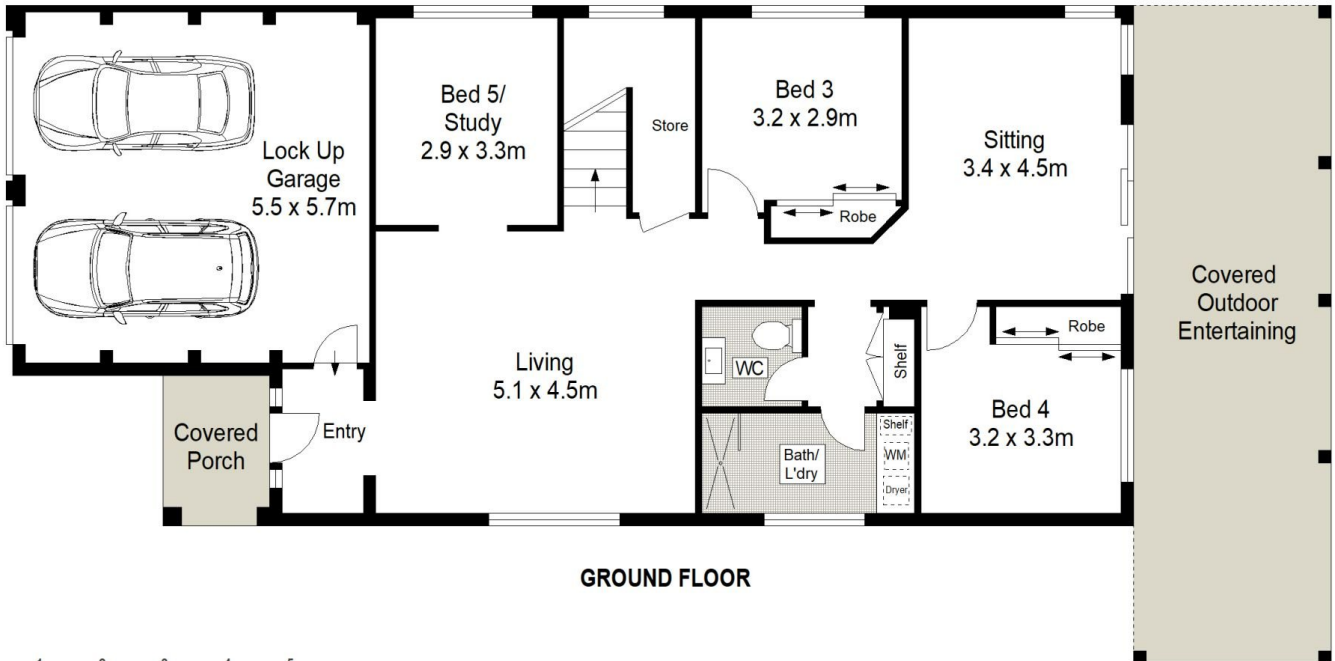 Lock Up
Garage
5.5 x 5.7m
Bed 5/
Study
2.9 x 3.3m
Store
Bed 3
3.2 x 2.9m
Robe
Sitting
3.4 x 4.5m
Covered
Outdoor
Entertaining
Covered
Porch
Entry
Living
5.1 x 4.5m
WC
Shelf
Bath/
L'dry
Shelf
WM
Dryer
Robe
Bed 4
3.2 x 3.3m
GROUND FLOOR